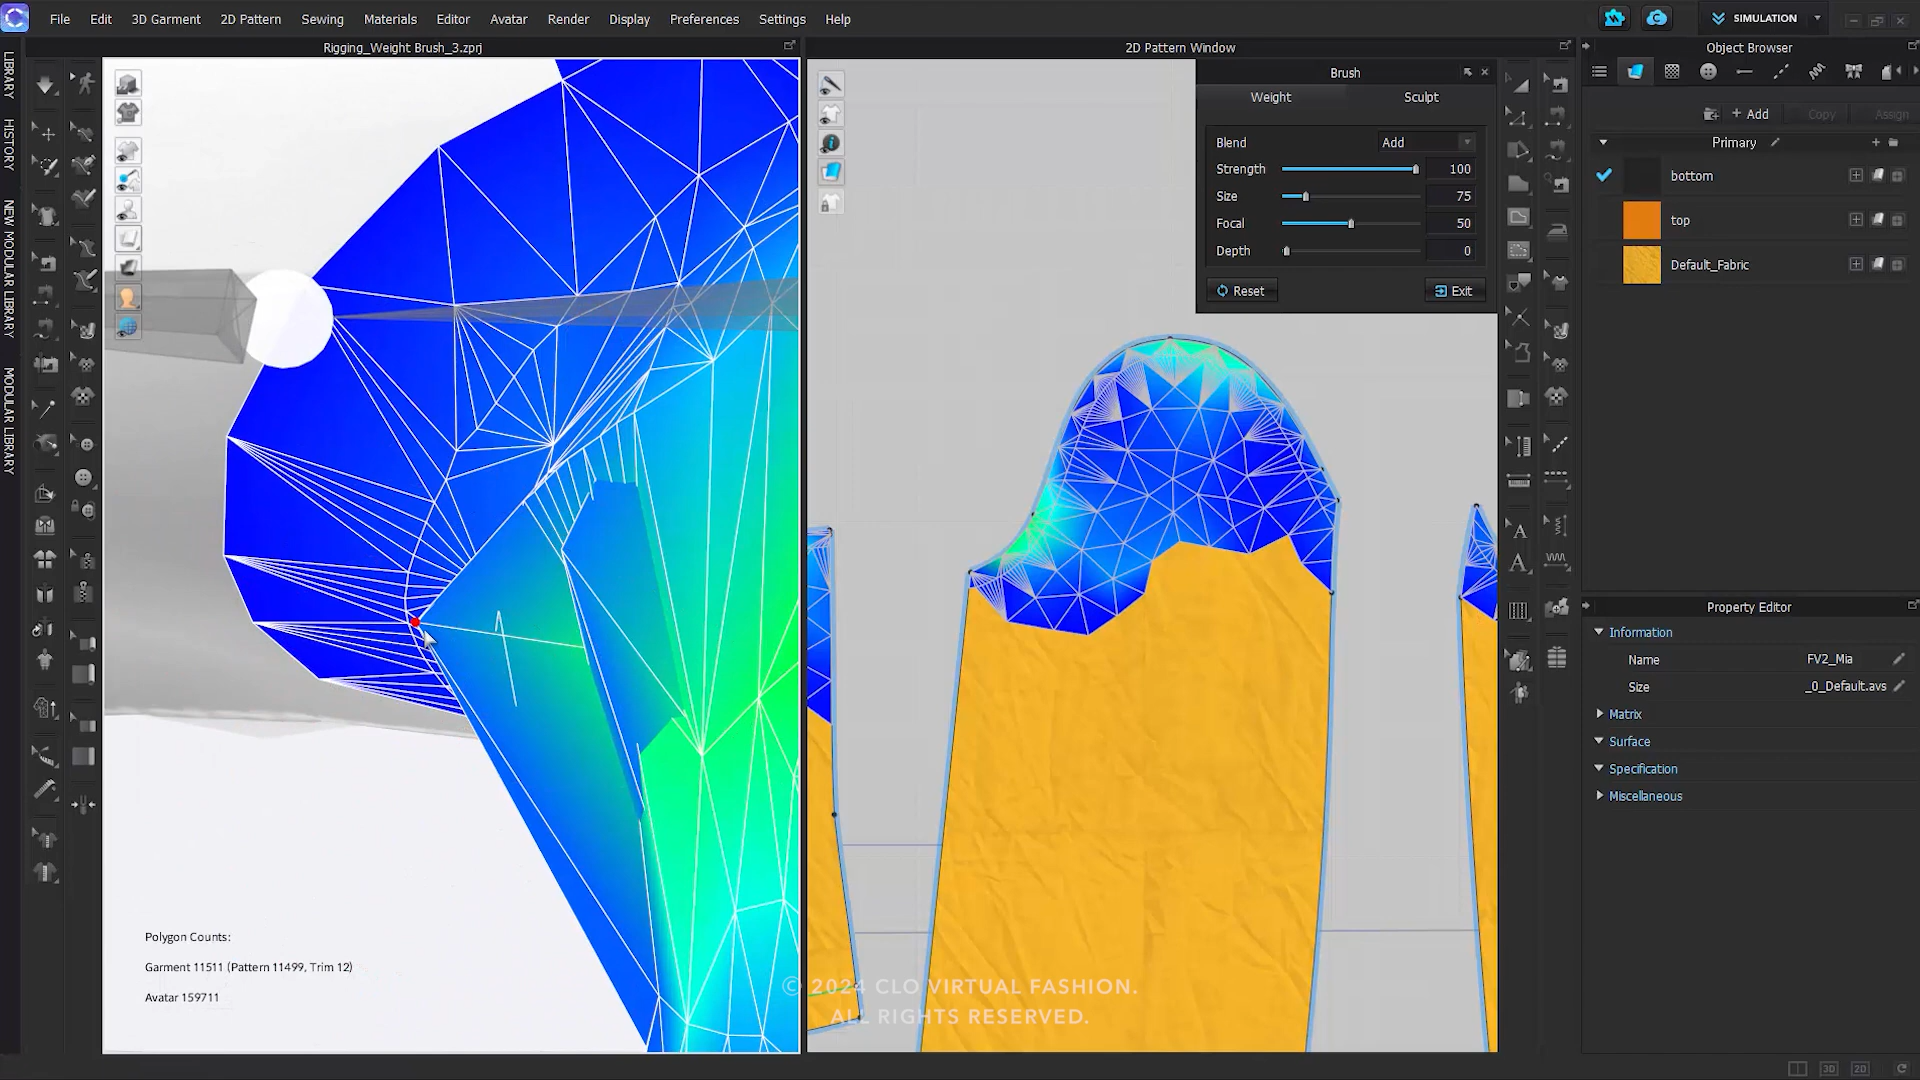 File Edit 3D Garment 2D Pattern Sewing Materials Editor Avatar Render Display Preferences Settings Help
SIMULATION
Rigging_Weight Brush_3.zprj
2D Pattern Window
Object Browser
LIBRARY
HISTORY
NEW MODULAR LIBRARY
MODULAR LIBRARY
Brush
Weight Sculpt
Blend Add
Strength 100
Size 75
Focal 50
Depth 0
Reset Exit
+ Add Copy Assign
Primary
bottom
top
Default_Fabric
Property Editor
Information
Name FV2_Mia
Size _0_Default.avs
Matrix
Surface
Specification
Miscellaneous
Polygon Counts:
Garment 11511 (Pattern 11499, Trim 12)
Avatar 159711
© 2024 CLO VIRTUAL FASHION.
ALL RIGHTS RESERVED.
3D 2D